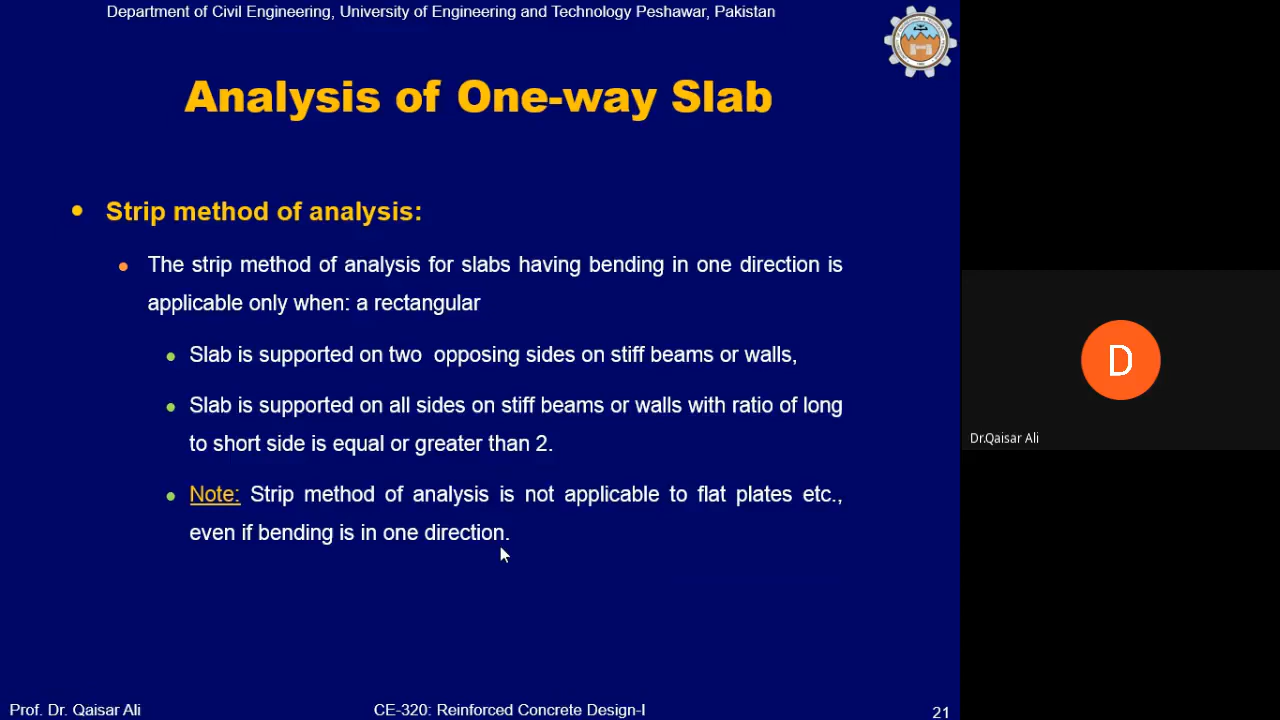 Department of Civil Engineering, University of Engineering and Technology Peshawar, Pakistan
Analysis of One-way Slab
Strip method of analysis:
The strip method of analysis for slabs having bending in one direction is
applicable only when: a rectangular
Slab is supported on two opposing sides on stiff beams or walls,
Slab is supported on all sides on stiff beams or walls with ratio of long
to short side is equal or greater than 2.
Note: Strip method of analysis is not applicable to flat plates etc.,
even if bending is in one direction.
D
Dr.Qaisar Ali
Prof. Dr. Qaisar Ali
CE-320: Reinforced Concrete Design-I
21